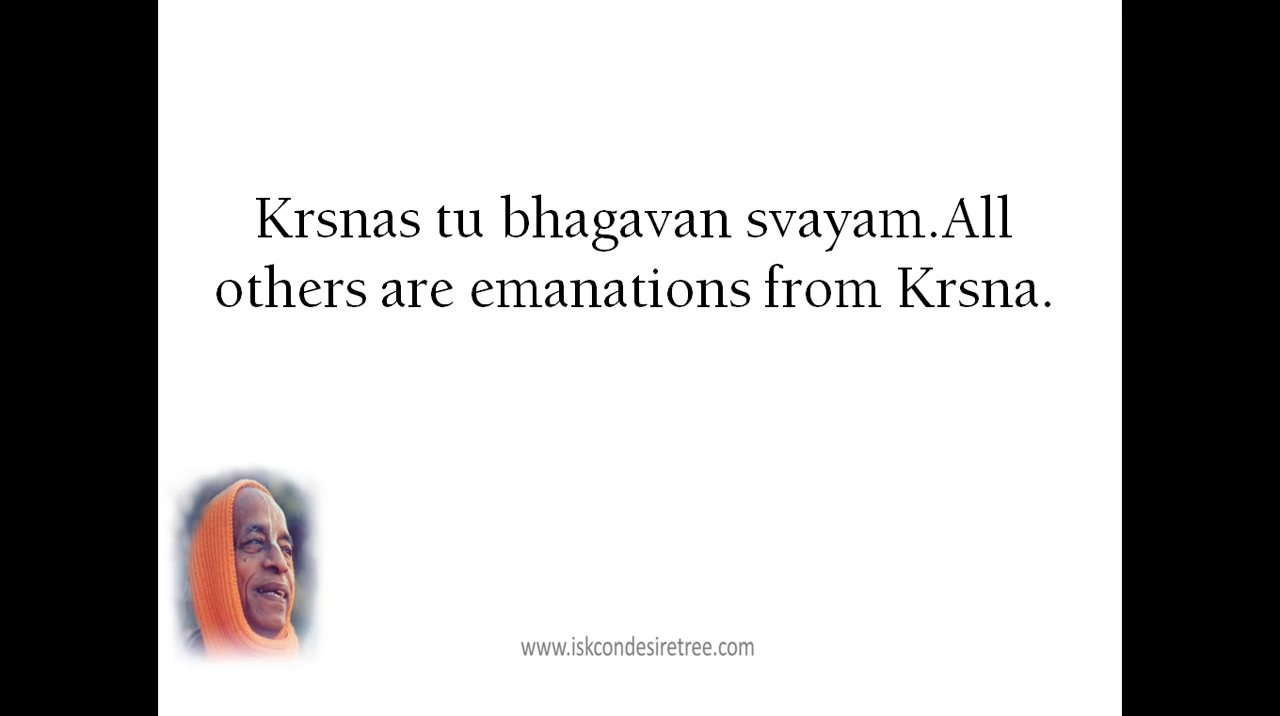 Krsnas tu bhagavan svayam.All
others are emanations from Krsna.
www.iskcondesiretree.com